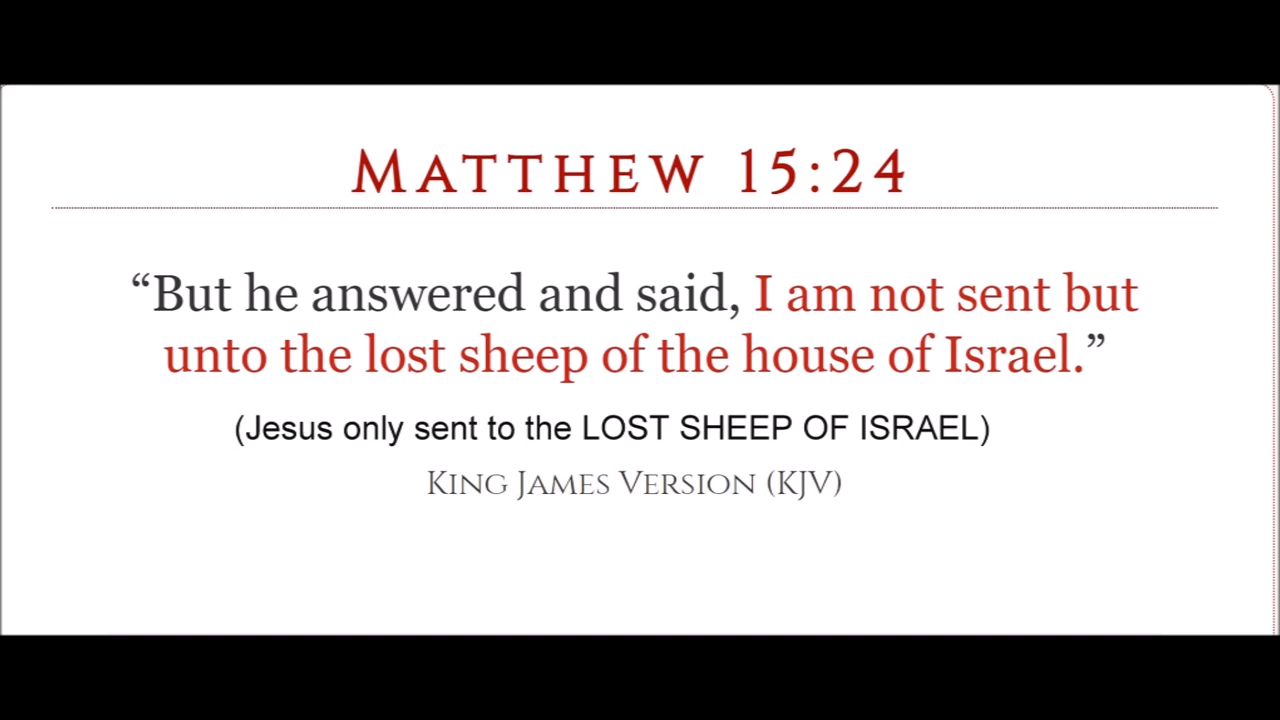 MATTHEW 15:24
“But he answered and said, I am not sent but
unto the lost sheep of the house of Israel.”
(Jesus only sent to the LOST SHEEP OF ISRAEL)
KING JAMES VERSION (KJV)